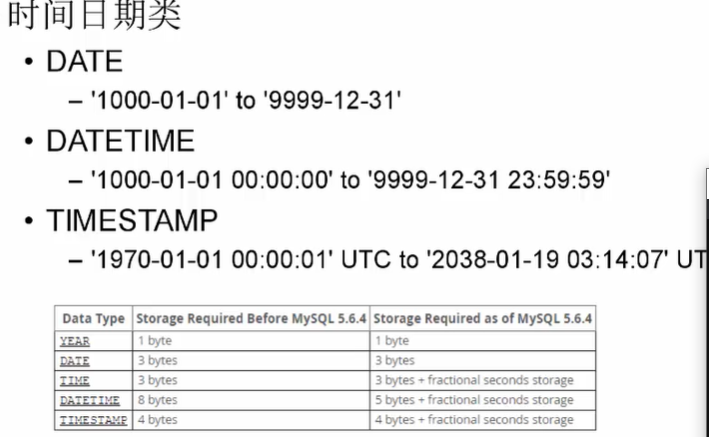 时间日期类
• DATE
– '1000-01-01' to '9999-12-31'
• DATETIME
– '1000-01-01 00:00:00' to '9999-12-31 23:59:59'
• TIMESTAMP
– '1970-01-01 00:00:01' UTC to '2038-01-19 03:14:07' UT
Data Type Storage Required Before MySQL 5.6.4 Storage Required as of MySQL 5.6.4
YEAR 1 byte 1 byte
DATE 3 bytes 3 bytes
TIME 3 bytes 3 bytes + fractional seconds storage
DATETIME 8 bytes 5 bytes + fractional seconds storage
TIMESTAMP 4 bytes 4 bytes + fractional seconds storage